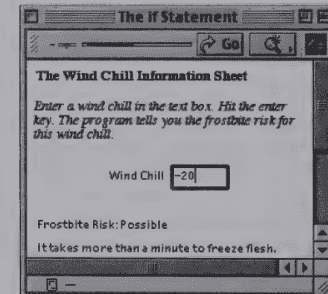 The if Statement
Go
The Wind Chill Information Sheet
Enter a wind chill in the text box. Hit the enter
key. The program tells you the frostbite risk for
this wind chill.
Wind Chill -20
Frostbite Risk: Possible
It takes more than a minute to freeze flesh.